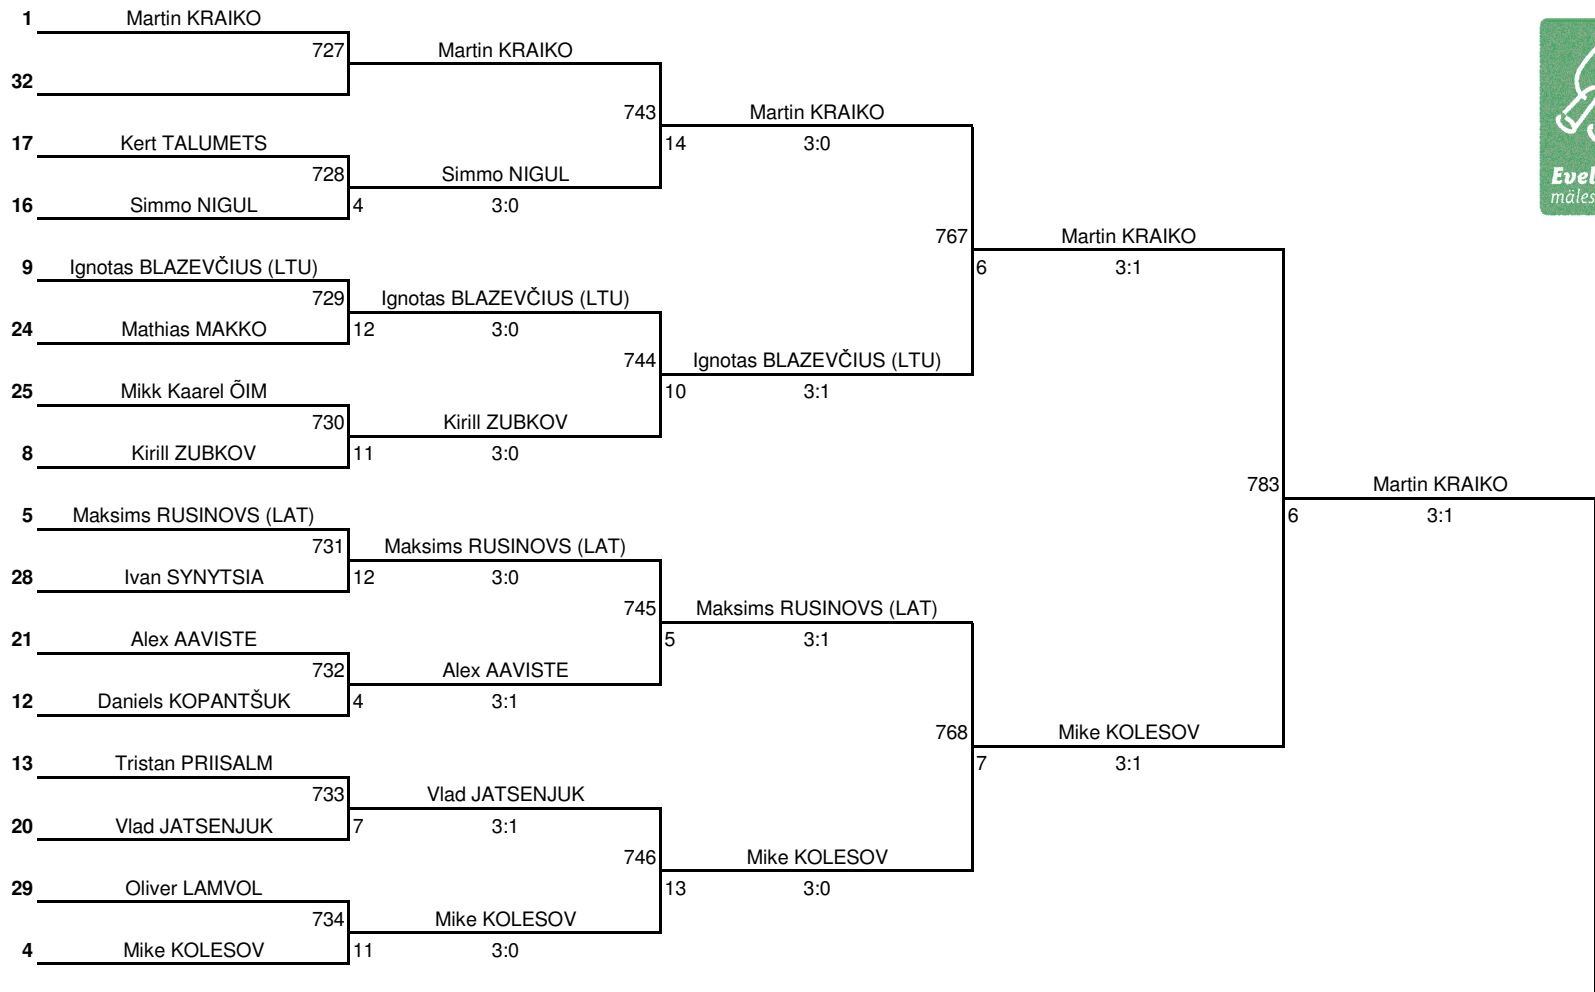 1 Martin KRAIKO
727 Martin KRAIKO
32
743 Martin KRAIKO
17 Kert TALUMETS 14 3:0
728 Simmo NIGUL
16 Simmo NIGUL 4 3:0
767 Martin KRAIKO
9 Ignotas BLAZEVČIUS (LTU) 6 3:1
729 Ignotas BLAZEVČIUS (LTU)
24 Mathias MAKKO 12 3:0
744 Ignotas BLAZEVČIUS (LTU)
25 Mikk Kaarel ÕIM 10 3:1
730 Kirill ZUBKOV
8 Kirill ZUBKOV 11 3:0
783 Martin KRAIKO
5 Maksims RUSINOVS (LAT) 6 3:1
731 Maksims RUSINOVS (LAT)
28 Ivan SYNYTSIA 12 3:0
745 Maksims RUSINOVS (LAT)
21 Alex AAVISTE 5 3:1
732 Alex AAVISTE
12 Daniels KOPANTŠUK 4 3:1
768 Mike KOLESOV
13 Tristan PRIISALM 7 3:1
733 Vlad JATSENJUK
20 Vlad JATSENJUK 7 3:1
746 Mike KOLESOV
29 Oliver LAMVOL 13 3:0
734 Mike KOLESOV
4 Mike KOLESOV 11 3:0